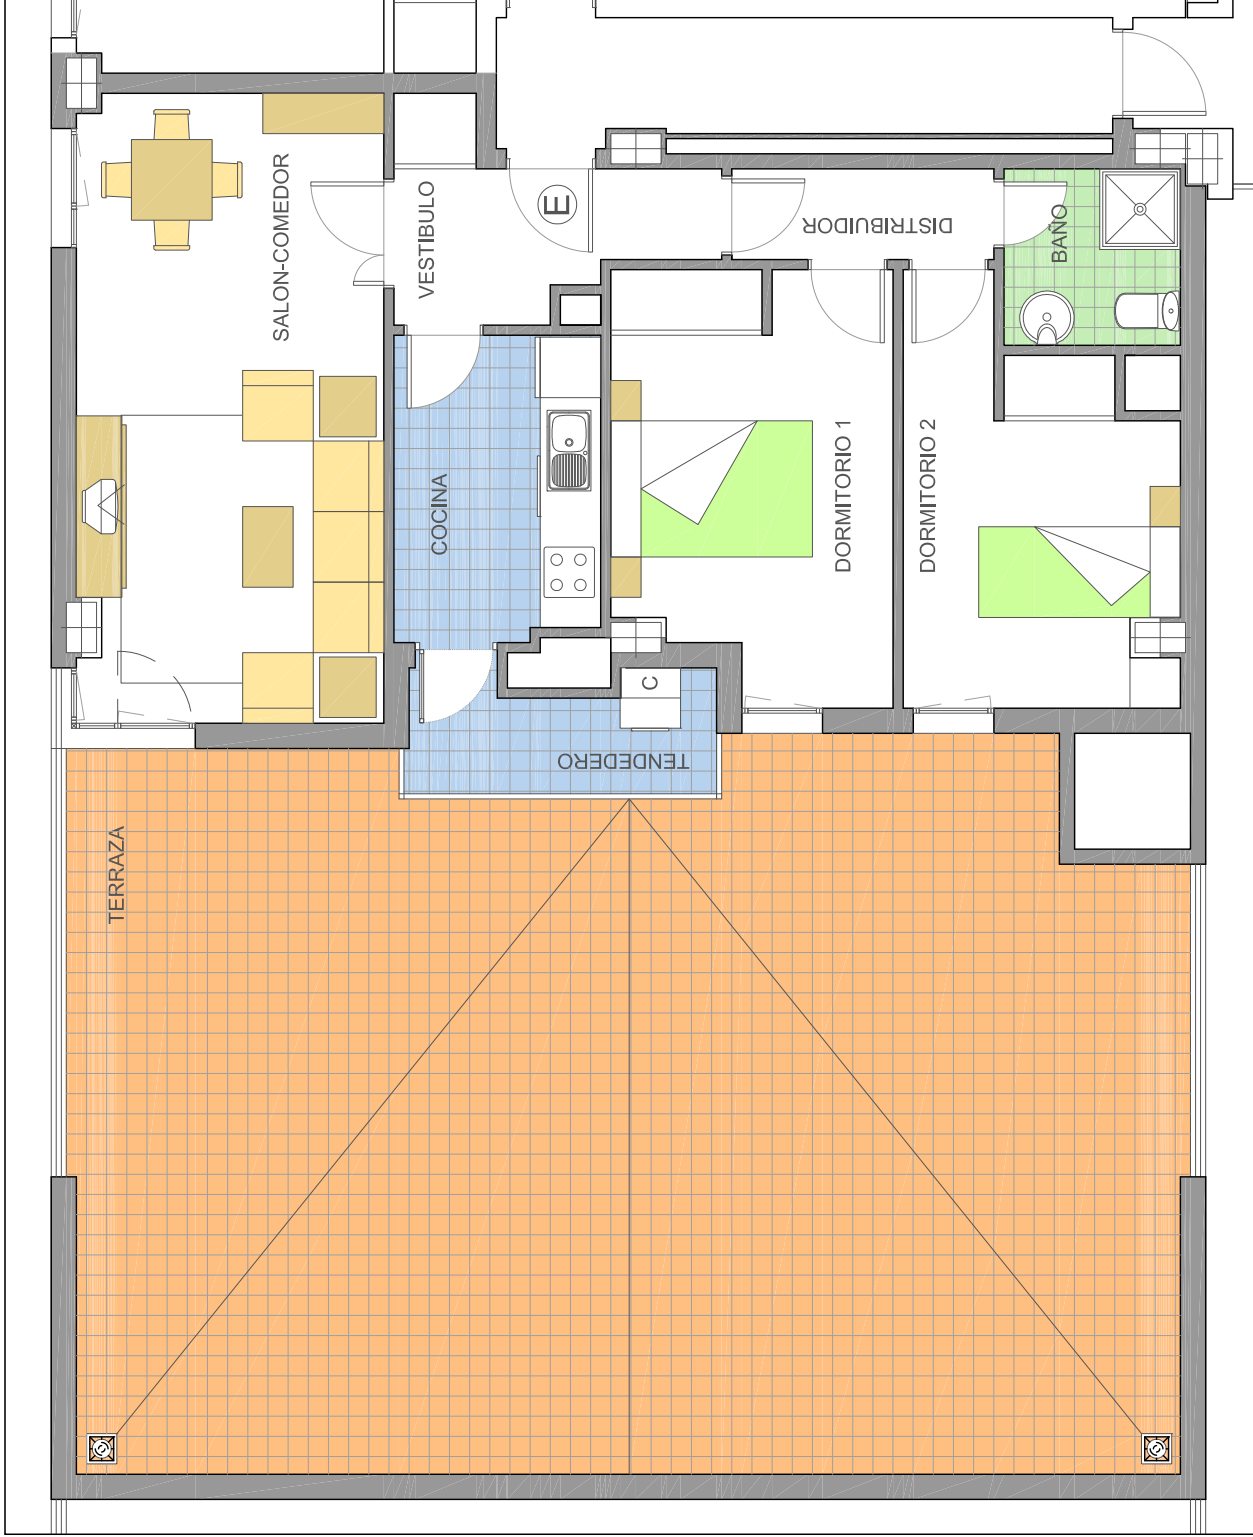 SALON-COMEDOR
VESTIBULO
E
DISTRIBUIDOR
BAÑO
COCINA
DORMITORIO 1
DORMITORIO 2
C
TENDEDERO
TERRAZA